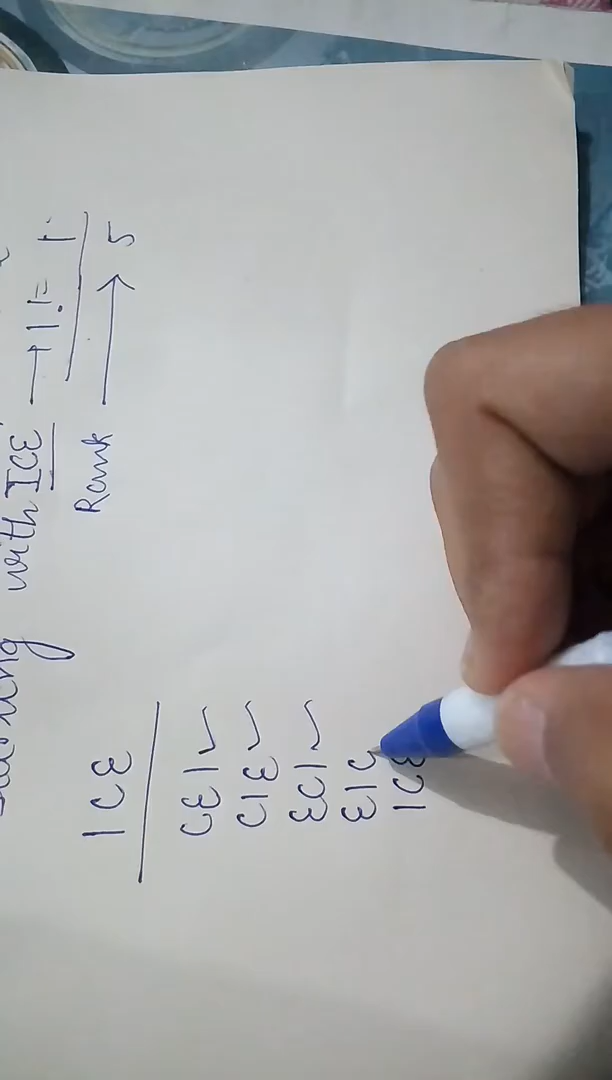 with ICE → 1! = 1
Rank → 5
ICE
CEI ✓
CIE ✓
ECI ✓
EIC
ICE